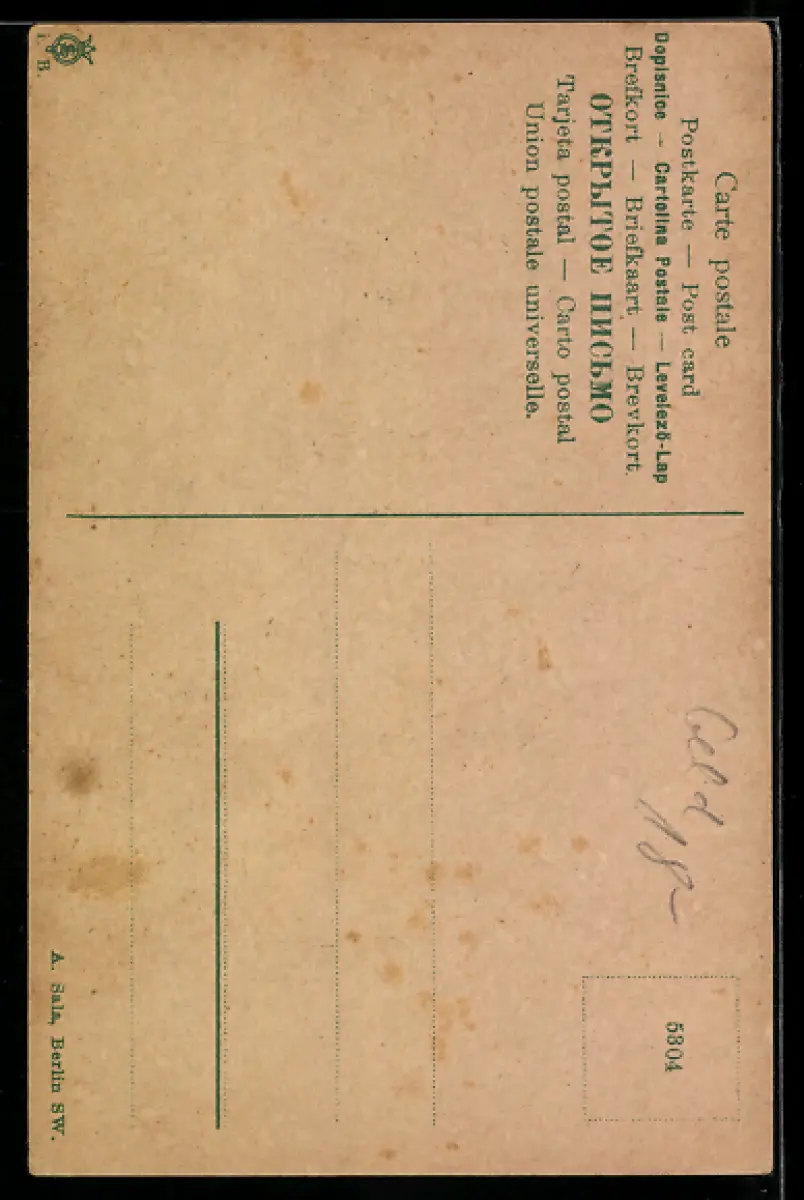 Carte postale
Postkarte — Post card
Dopisnice — Cartolina Postale — Levelező-Lap
Brefkort — Briefkaart — Brevkort.
ОТКРЫТОЕ ПИСЬМО
Tarjeta postal — Carto postal
Union postale universelle.
5804
i. B.
A. Sala, Berlin SW.